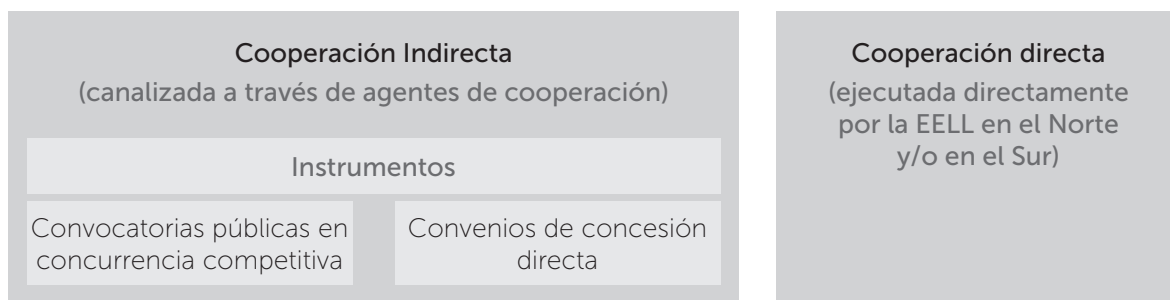 Cooperación Indirecta
(canalizada a través de agentes de cooperación)
Instrumentos
Convocatorias públicas en
concurrencia competitiva
Convenios de concesión
directa
Cooperación directa
(ejecutada directamente
por la EELL en el Norte
y/o en el Sur)